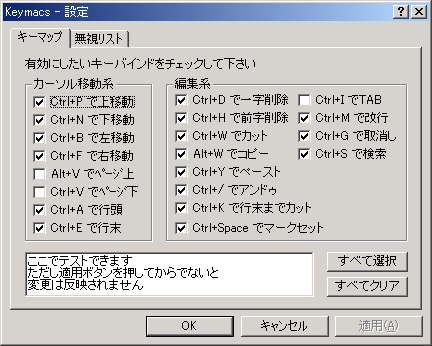 Keymacs - 設定
キーマップ 無視リスト
有効にしたいキーバインドをチェックして下さい
カーソル移動系
Ctrl+P で上移動
Ctrl+N で下移動
Ctrl+B で左移動
Ctrl+F で右移動
Alt+V でページ上
Ctrl+V でページ下
Ctrl+A で行頭
Ctrl+E で行末
編集系
Ctrl+D で一字削除
Ctrl+H で前字削除
Ctrl+W でカット
Alt+W でコピー
Ctrl+Y でペースト
Ctrl+/ でアンドゥ
Ctrl+K で行末までカット
Ctrl+Space でマークセット
Ctrl+I でTAB
Ctrl+M で改行
Ctrl+G で取消し
Ctrl+S で検索
ここでテストできます
ただし適用ボタンを押してからでないと
変更は反映されません
すべて選択
すべてクリア
OK キャンセル 適用(A)